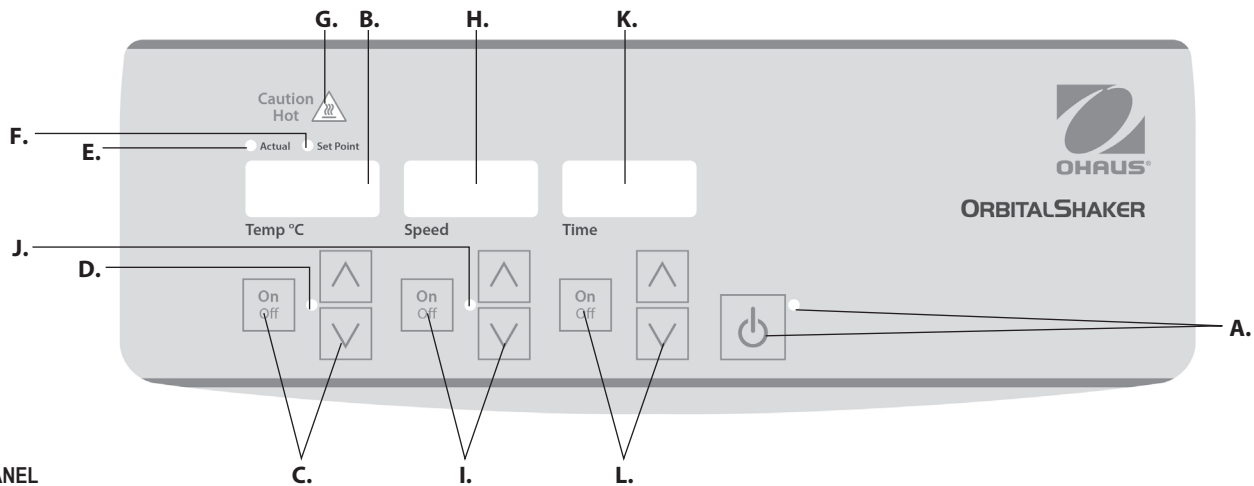 G. B. H. K.
Caution
Hot
F.
E. Actual Set Point
OHAUS®
ORBITALSHAKER
Temp °C Speed Time
J.
D.
On On On
Off Off Off
A.
C. I. L.
ANEL